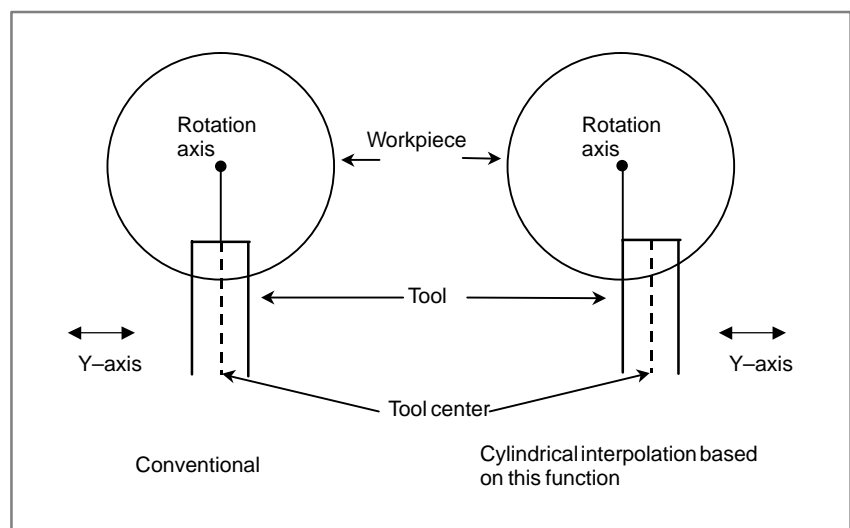 Rotation
axis
Workpiece
Rotation
axis
Tool
Y–axis
Y–axis
Tool center
Conventional
Cylindrical interpolation based
on this function